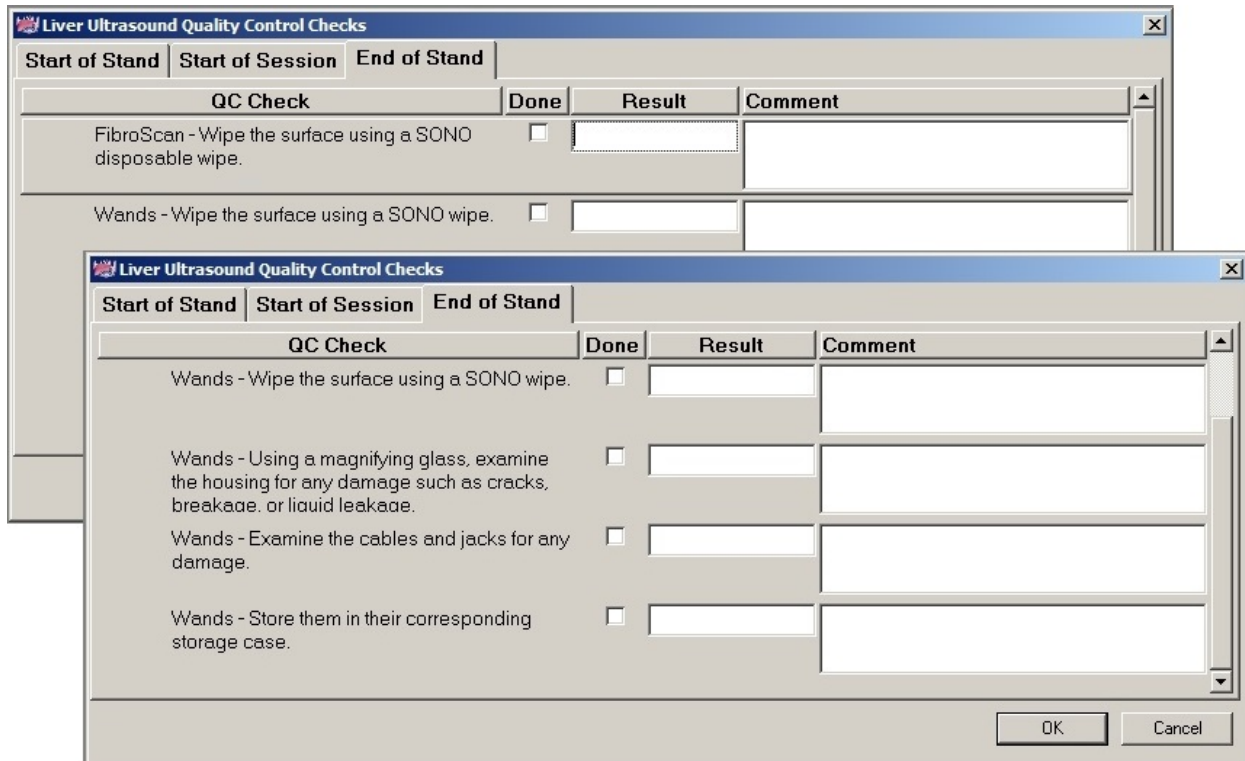 Liver Ultrasound Quality Control Checks
Start of Stand Start of Session End of Stand
QC Check Done Result Comment
FibroScan - Wipe the surface using a SONO
disposable wipe.
Wands - Wipe the surface using a SONO wipe.
Liver Ultrasound Quality Control Checks
Start of Stand Start of Session End of Stand
QC Check Done Result Comment
Wands - Wipe the surface using a SONO wipe.
Wands - Using a magnifying glass, examine
the housing for any damage such as cracks,
breakage, or liquid leakage.
Wands - Examine the cables and jacks for any
damage.
Wands - Store them in their corresponding
storage case.
OK Cancel